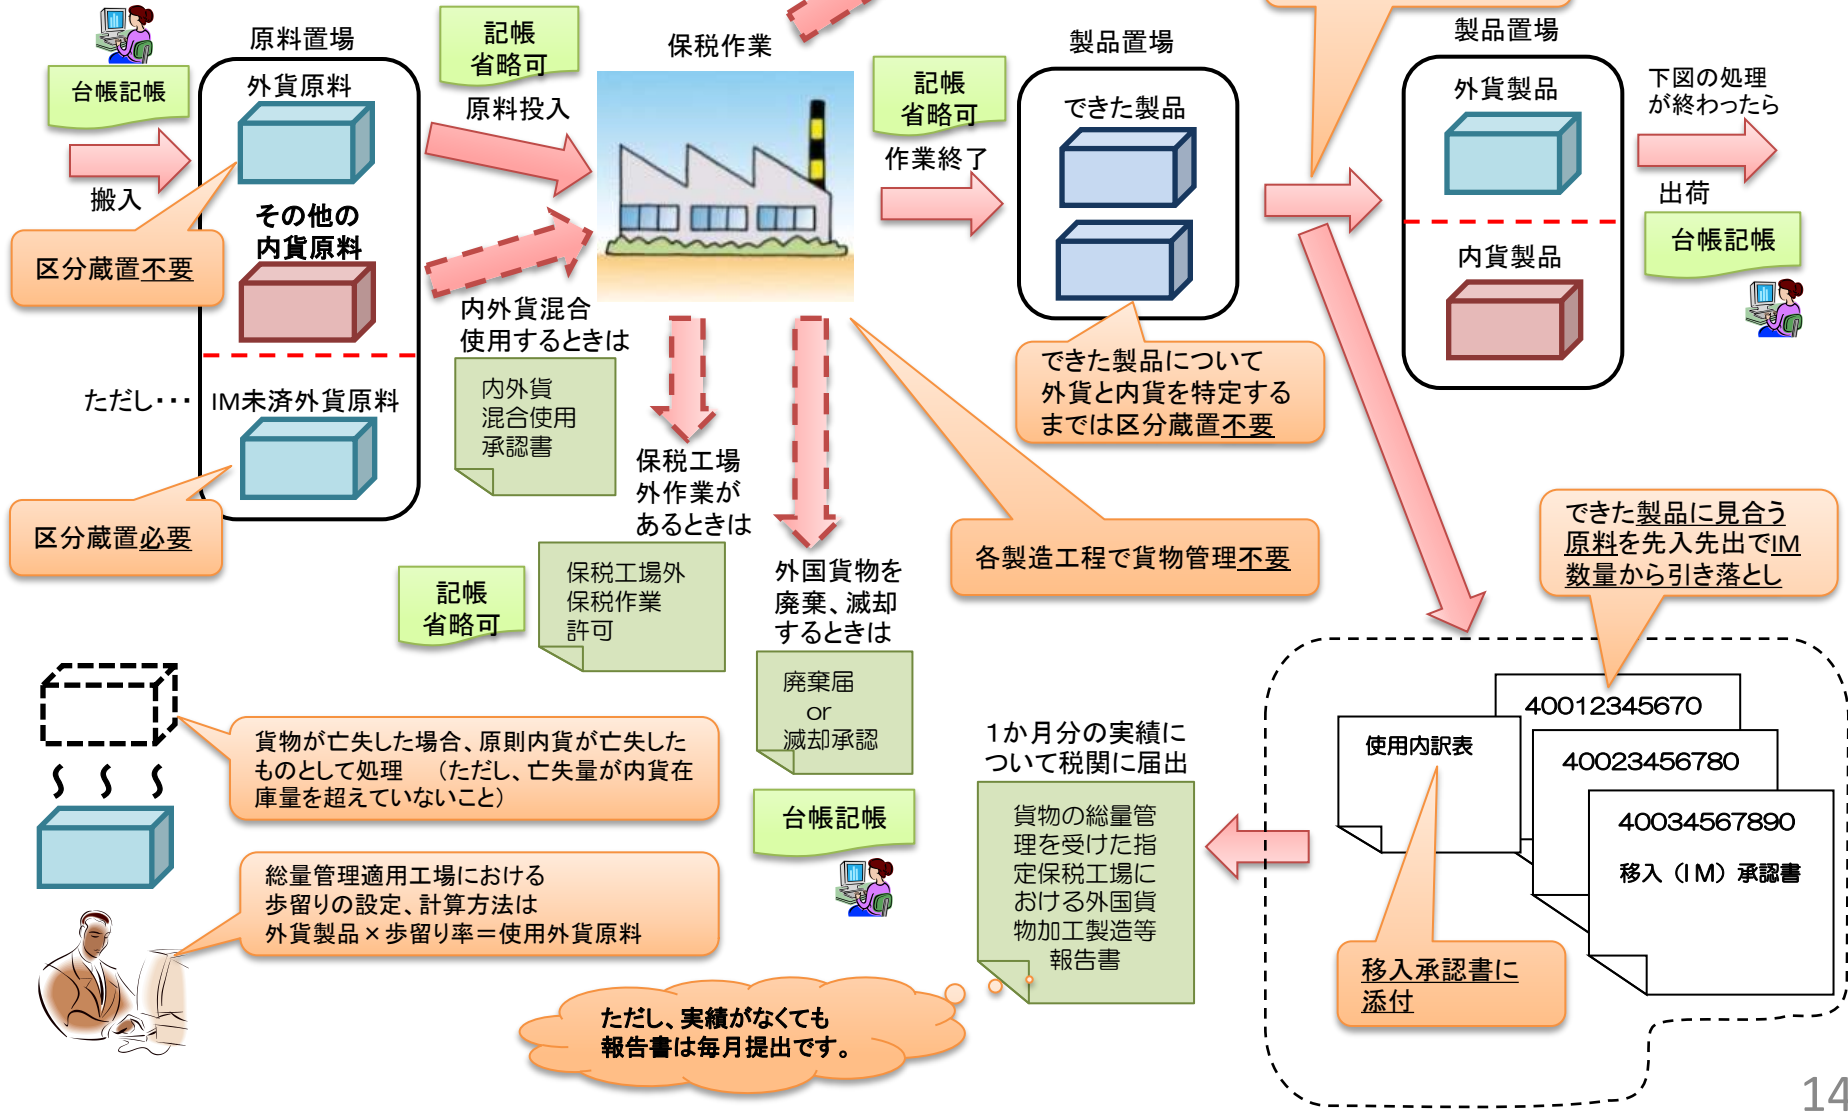 台帳記帳
搬入
原料置場
外貨原料
その他の
内貨原料
区分蔵置不要
ただし・・・
IM未済外貨原料
区分蔵置必要
記帳
省略可
原料投入
内外貨混合
使用するときは
内外貨
混合使用
承認書
保税作業
保税工場
外作業が
あるときは
記帳
省略可
保税工場外
保税作業
許可
外国貨物を
廃棄、滅却
するときは
廃棄届
or
滅却承認
台帳記帳
各製造工程で貨物管理不要
記帳
省略可
作業終了
製品置場
できた製品
できた製品について
外貨と内貨を特定する
までは区分蔵置不要
製品置場
外貨製品
内貨製品
下図の処理
が終わったら
出荷
台帳記帳
できた製品に見合う
原料を先入先出でIM
数量から引き落とし
40012345670
使用内訳表
40023456780
40034567890
移入（ＩＭ）承認書
移入承認書に
添付
１か月分の実績に
ついて税関に届出
貨物の総量管
理を受けた指
定保税工場に
おける外国貨
物加工製造等
報告書
ただし、実績がなくても
報告書は毎月提出です。
貨物が亡失した場合、原則内貨が亡失した
ものとして処理　（ただし、亡失量が内貨在
庫量を超えていないこと）
総量管理適用工場における
歩留りの設定、計算方法は
外貨製品×歩留り率＝使用外貨原料
14